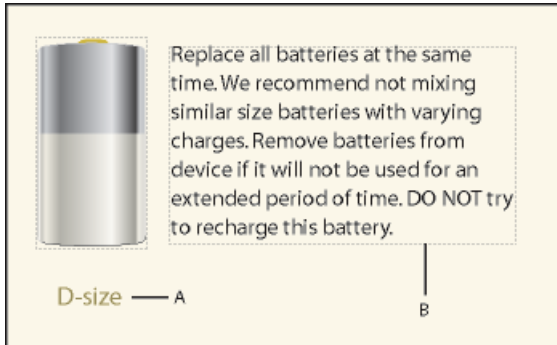 Replace all batteries at the same
time. We recommend not mixing
similar size batteries with varying
charges. Remove batteries from
device if it will not be used for an
extended period of time. DO NOT try
to recharge this battery.
D-size
A
B